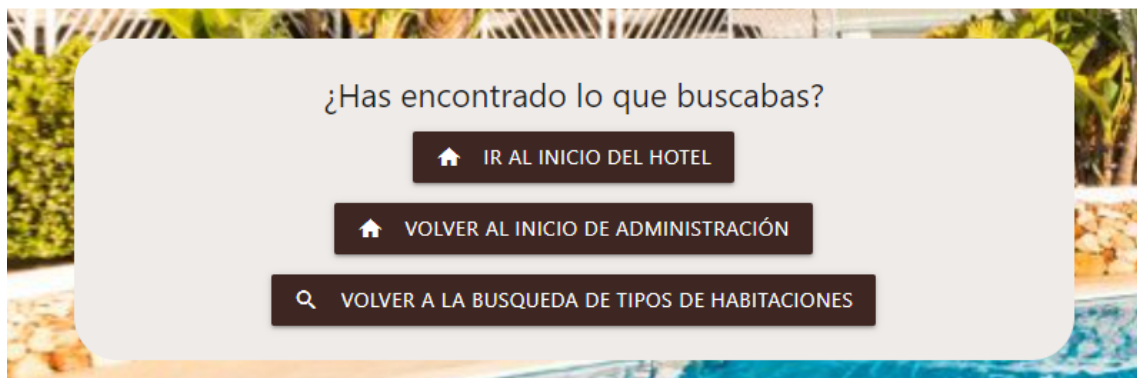 ¿Has encontrado lo que buscabas?
IR AL INICIO DEL HOTEL
VOLVER AL INICIO DE ADMINISTRACIÓN
VOLVER A LA BUSQUEDA DE TIPOS DE HABITACIONES